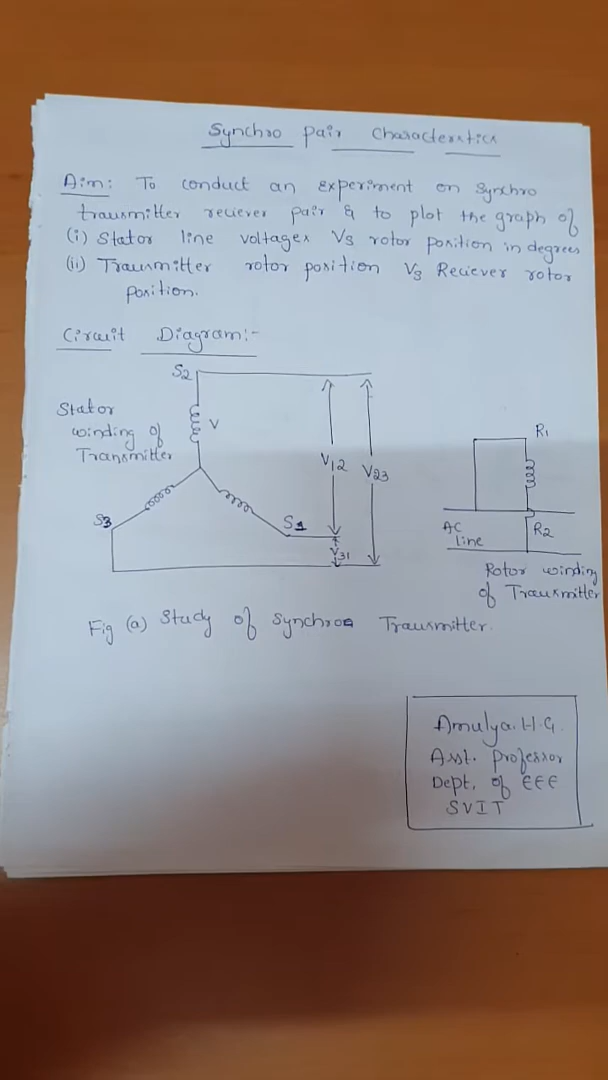 Synchro pair Characterstics
Aim: To conduct an experiment on synchro
transmitter reciever pair & to plot the graph of
(i) Stator line voltages Vs rotor position in degrees
(ii) Transmitter rotor position Vs Reciever rotor
position.
Circuit Diagram:-
S2
Stator
winding of
Transmitter
V
V12
V23
R1
S3
S1
V31
AC
line
R2
Rotor winding
of Transmitter
Fig (a) Study of Synchro Transmitter.
Amulya.H.G.
Asst. Professor
Dept. of EEE
SVIT